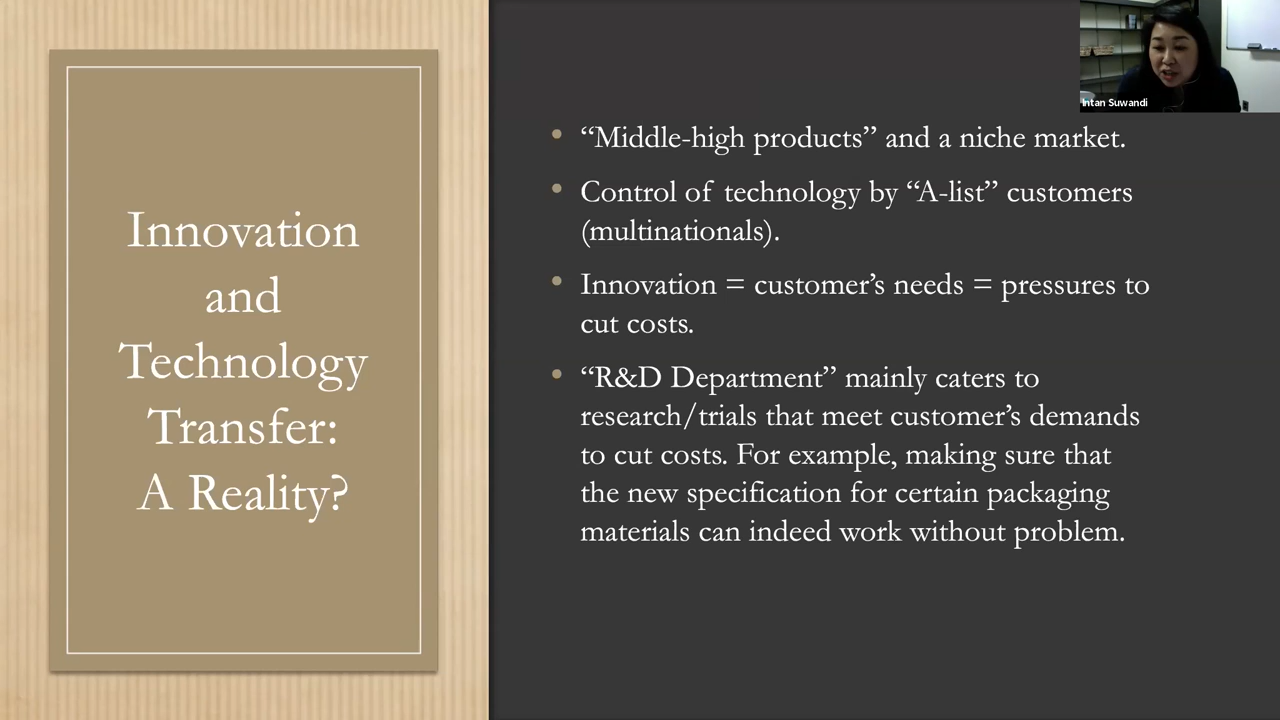 Innovation
and
Technology
Transfer:
A Reality?
• “Middle-high products” and a niche market.
• Control of technology by “A-list” customers
(multinationals).
• Innovation = customer’s needs = pressures to
cut costs.
• “R&D Department” mainly caters to
research/trials that meet customer’s demands
to cut costs. For example, making sure that
the new specification for certain packaging
materials can indeed work without problem.
Intan Suwandi